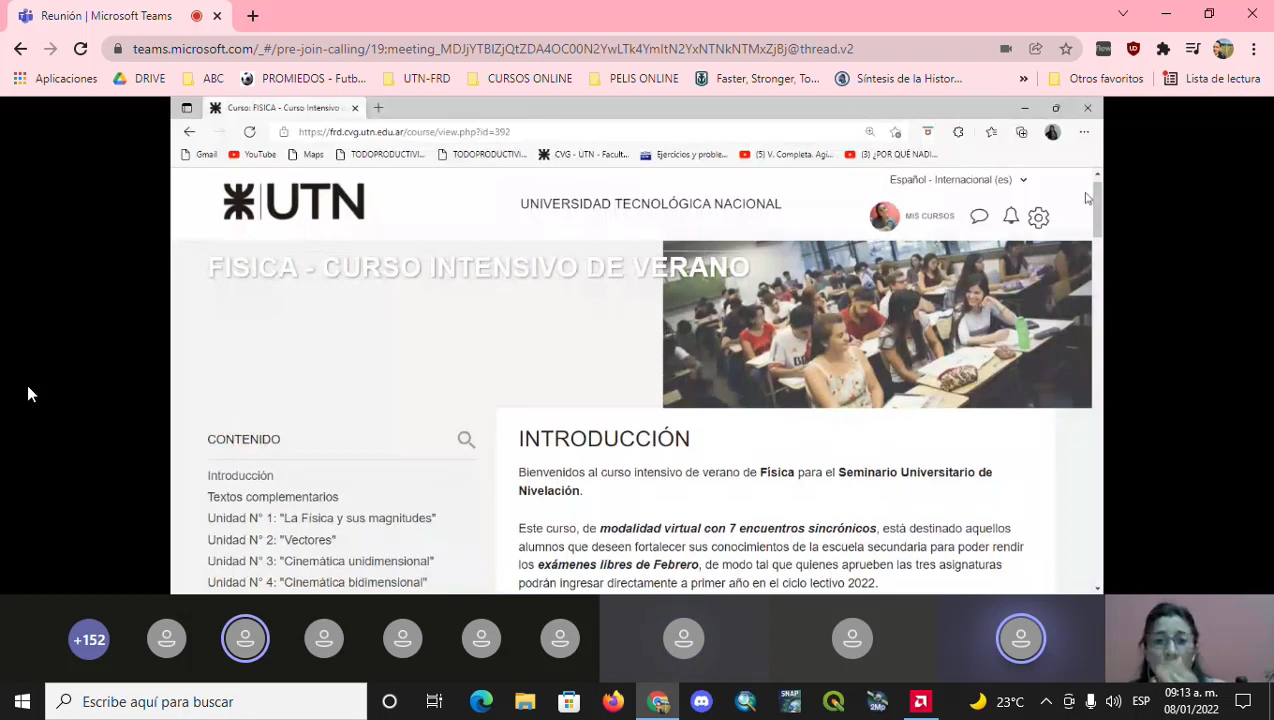 Reunión | Microsoft Teams
teams.microsoft.com/_#/pre-join-calling/19:meeting_MDJjYTBlZjQtZDA4OC00N2YwLTk4YmItN2YxNTNkNTMxZjBj@thread.v2
Aplicaciones DRIVE ABC PROMIEDOS - Futb... UTN-FRD CURSOS ONLINE PELIS ONLINE Faster, Stronger, To... Síntesis de la Histor... » Otros favoritos Lista de lectura
Curso: FISICA - Curso Intensivo
https://frd.cvg.utn.edu.ar/course/view.php?id=392
Gmail YouTube Maps TODOPRODUCTIVI... TODOPRODUCTIVI... CVG - UTN - Facult... Ejercicios y proble... (5) V. Completa. Agi... (3) ¿POR QUÉ NADI...
Español - Internacional (es)
UTN
UNIVERSIDAD TECNOLÓGICA NACIONAL
MIS CURSOS
FISICA - CURSO INTENSIVO DE VERANO
CONTENIDO
Introducción
Textos complementarios
Unidad N° 1: "La Física y sus magnitudes"
Unidad N° 2: "Vectores"
Unidad N° 3: "Cinemática unidimensional"
Unidad N° 4: "Cinemática bidimensional"
INTRODUCCIÓN
Bienvenidos al curso intensivo de verano de Física para el Seminario Universitario de
Nivelación.
Este curso, de modalidad virtual con 7 encuentros sincrónicos, está destinado aquellos
alumnos que deseen fortalecer sus conocimientos de la escuela secundaria para poder rendir
los exámenes libres de Febrero, de modo tal que quienes aprueben las tres asignaturas
podrán ingresar directamente a primer año en el ciclo lectivo 2022.
+152
Escribe aquí para buscar
SNAP
2Mp
23°C
ESP
09:13 a. m.
08/01/2022